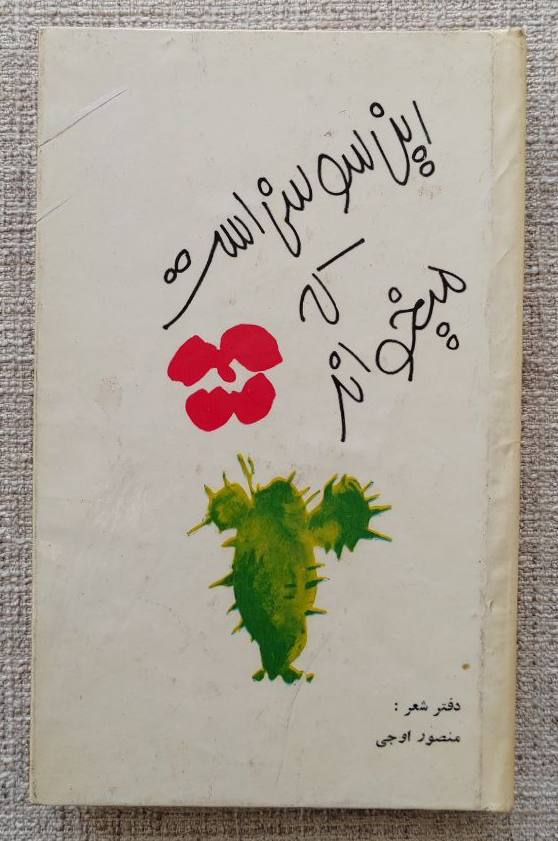 این سوسن است
که
میخواند
دفتر شعر :
منصور اوجی